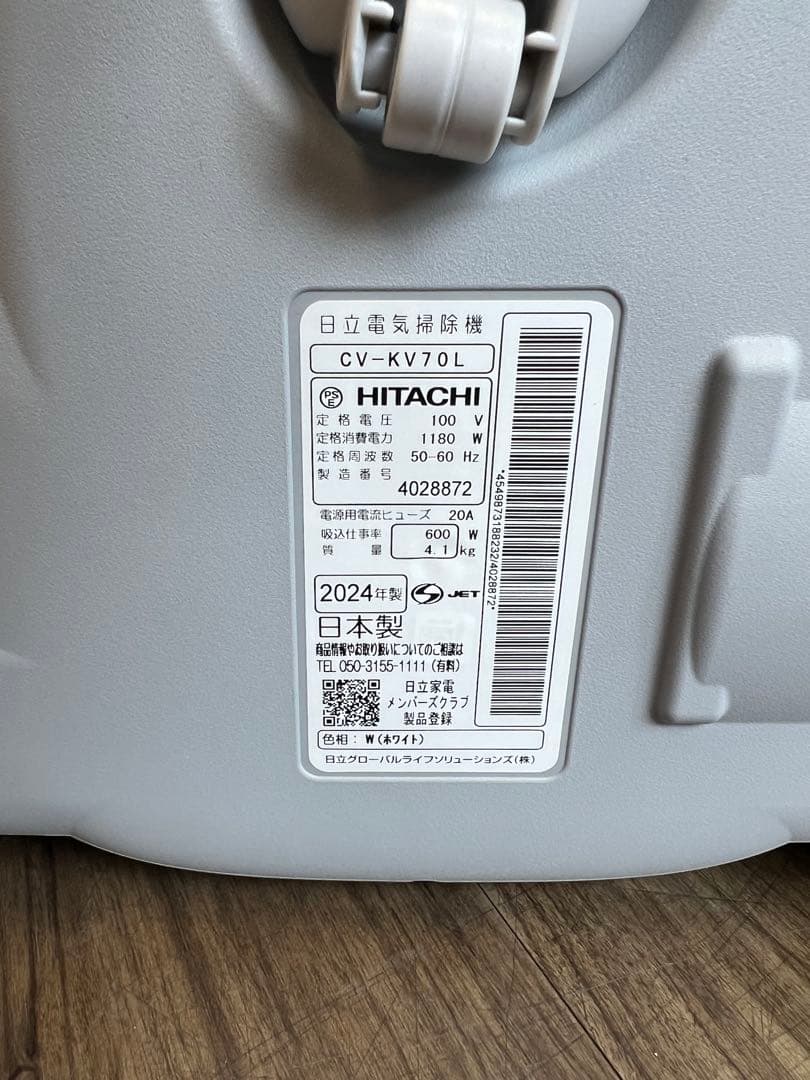 日立電気掃除機
CV-KV70L
PS E HITACHI
定格電圧 100 V
定格消費電力 1180 W
定格周波数 50-60 Hz
製造番号
4028872
電源用電流ヒューズ 20A
吸込仕事率 600 W
質量 4.1 kg
2024年製 S JET
日本製
商品情報やお取り扱いについてのご相談は
TEL 050-3155-1111 (有料)
日立家電
メンバーズクラブ
製品登録
色相: W(ホワイト)
日立グローバルライフソリューションズ(株)
*4549873188232/4028872*